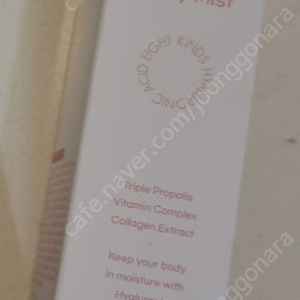 MIST
EIGHT KINDS HYALURONIC ACID
Triple Propolis
Vitamin Complex
Collagen Extract
-
Keep your body
in moisture with
cafe.naver.com/joonggonara